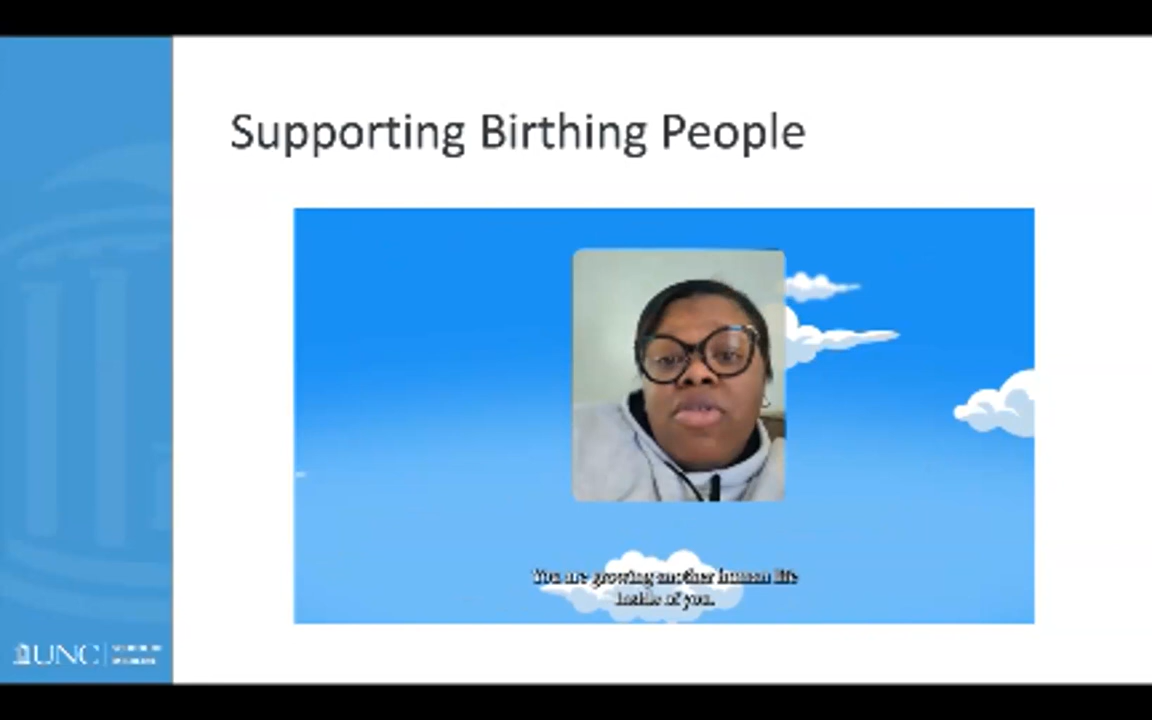 Supporting Birthing People
You are growing another human life
inside of you.
UNC